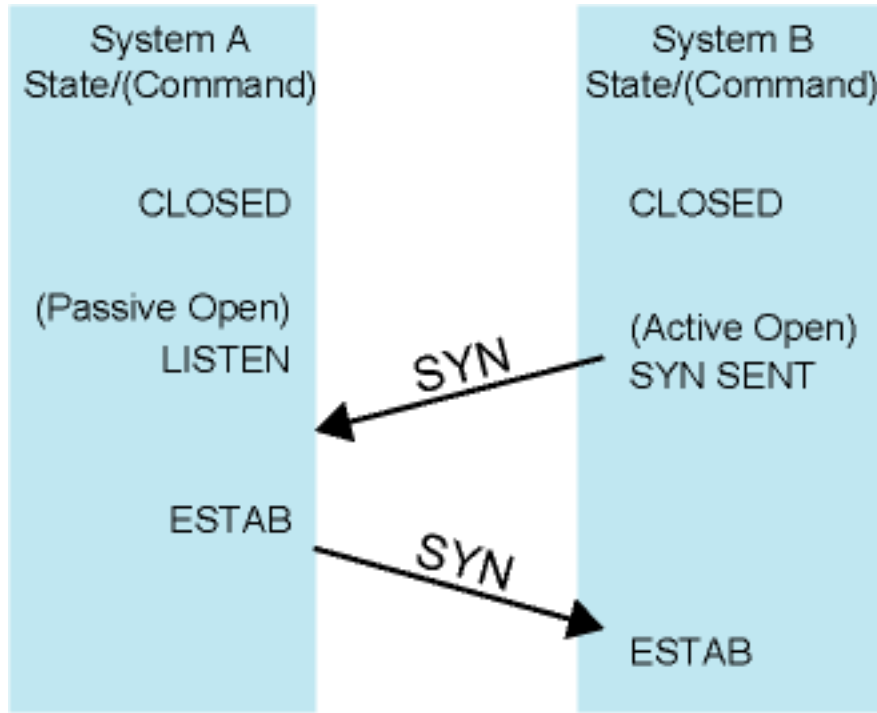 System A
State/(Command)
CLOSED
(Passive Open)
LISTEN
ESTAB
SYN
SYN
System B
State/(Command)
CLOSED
(Active Open)
SYN SENT
ESTAB